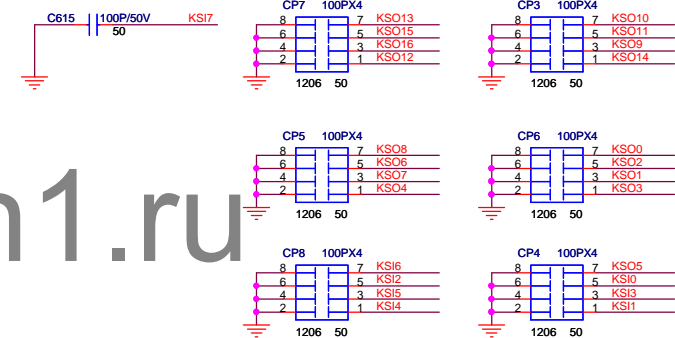 C615 100P/50V KSI7
50
CP7 100PX4
8 7 KSO13
6 5 KSO15
4 3 KSO16
2 1 KSO12
1206 50
CP3 100PX4
8 7 KSO10
6 5 KSO11
4 3 KSO9
2 1 KSO14
1206 50
CP5 100PX4
8 7 KSO8
6 5 KSO6
4 3 KSO7
2 1 KSO4
1206 50
CP6 100PX4
8 7 KSO0
6 5 KSO2
4 3 KSO1
2 1 KSO3
1206 50
n1.ru
CP8 100PX4
8 7 KSI6
6 5 KSI2
4 3 KSI5
2 1 KSI4
1206 50
CP4 100PX4
8 7 KSO5
6 5 KSI0
4 3 KSI3
2 1 KSI1
1206 50